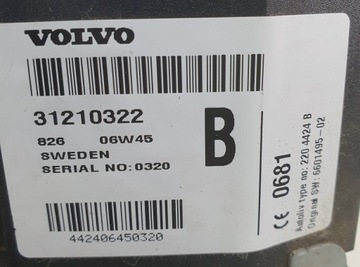 VOLVO
31210322
826 06W45
SWEDEN
SERIAL NO:0320
B
442406450320
CE 0681
Autoliv type no: 220 4424 B
Original SW: 6601495-02